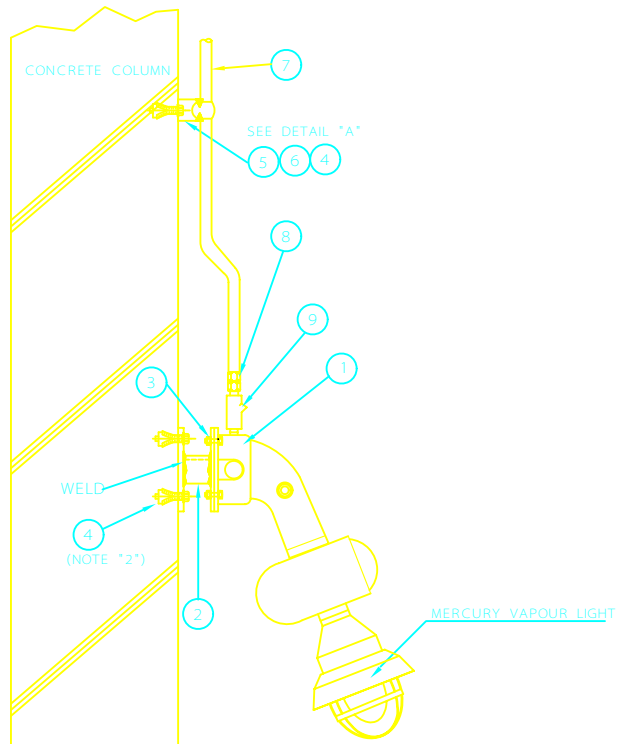 7
CONCRETE COLUMN
SEE DETAIL "A"
5 6 4
8
9
1
3
WELD
4
(NOTE "2")
2
MERCURY VAPOUR LIGHT